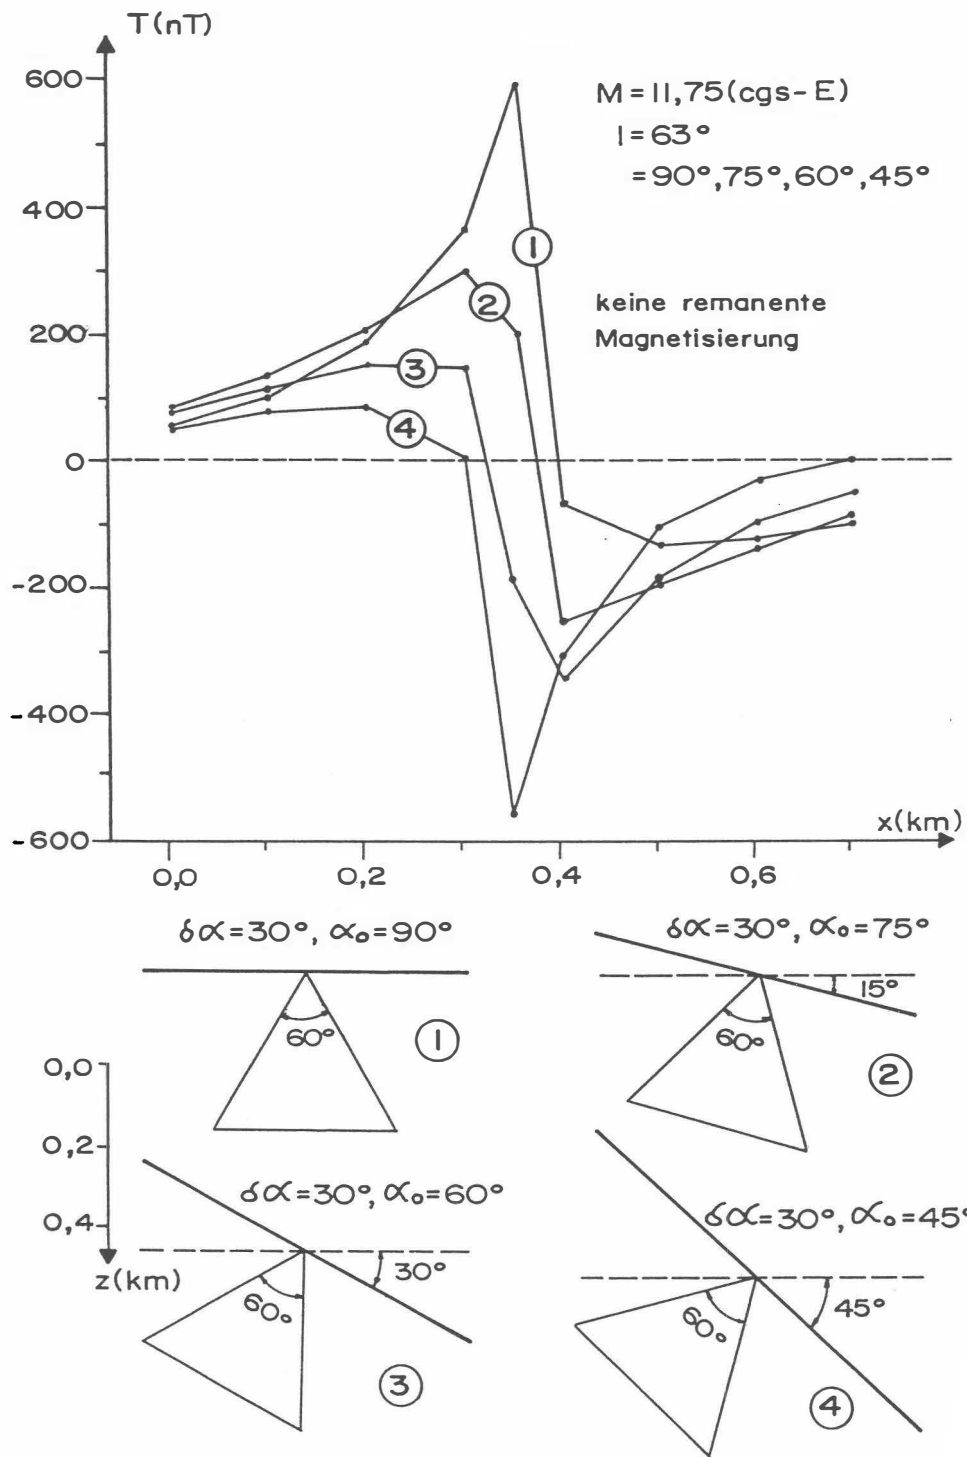 T(nT)
600
400
200
0
-200
-400
-600
M=11,75(cgs-E)
I=63°
=90°,75°,60°,45°
keine remanente
Magnetisierung
1
2
3
4
x(km)
0,0
0,2
0,4
0,6
δα=30°, α₀=90°
60°
1
δα=30°, α₀=75°
15°
60°
2
0,0
0,2
0,4
z(km)
δα=30°, α₀=60°
30°
60°
3
δα=30°, α₀=45°
45°
60°
4